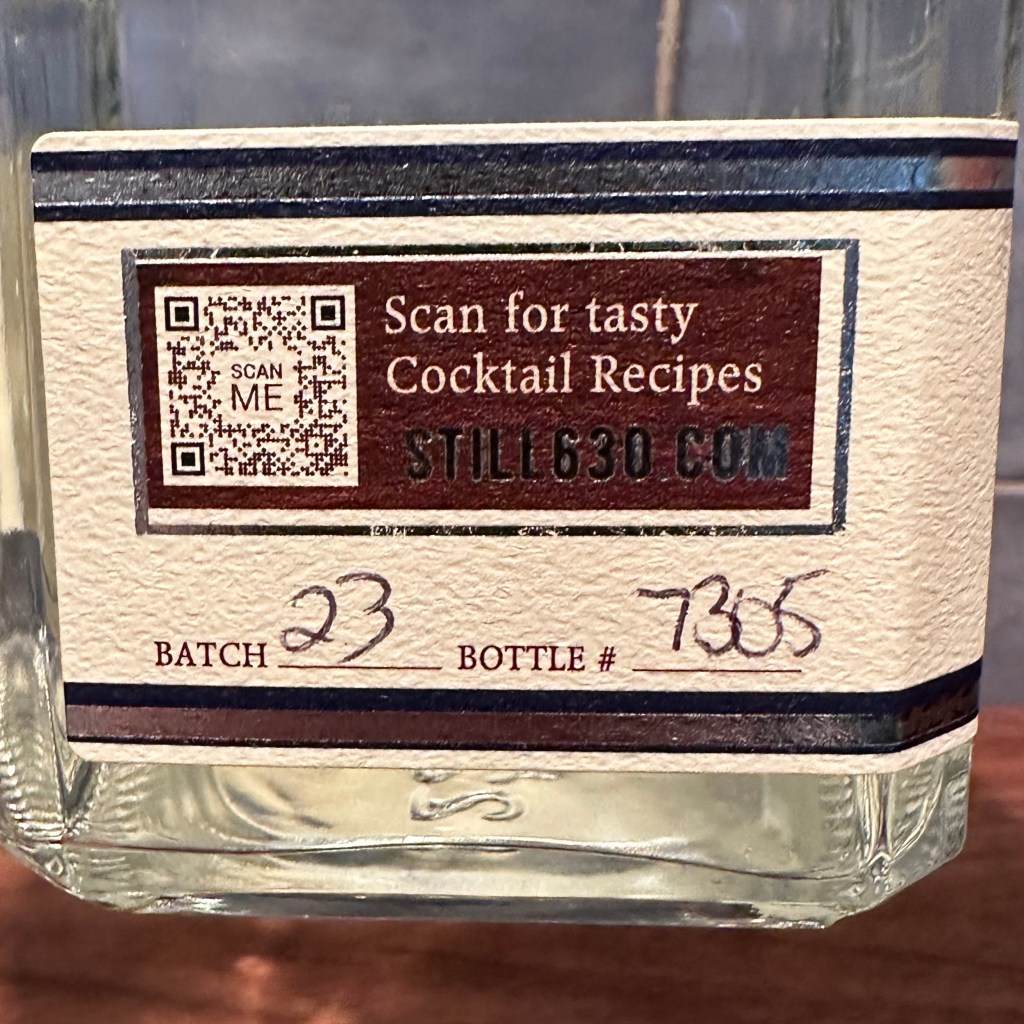 SCAN
ME
Scan for tasty
Cocktail Recipes
STILL630.COM
BATCH 23 BOTTLE # 7305